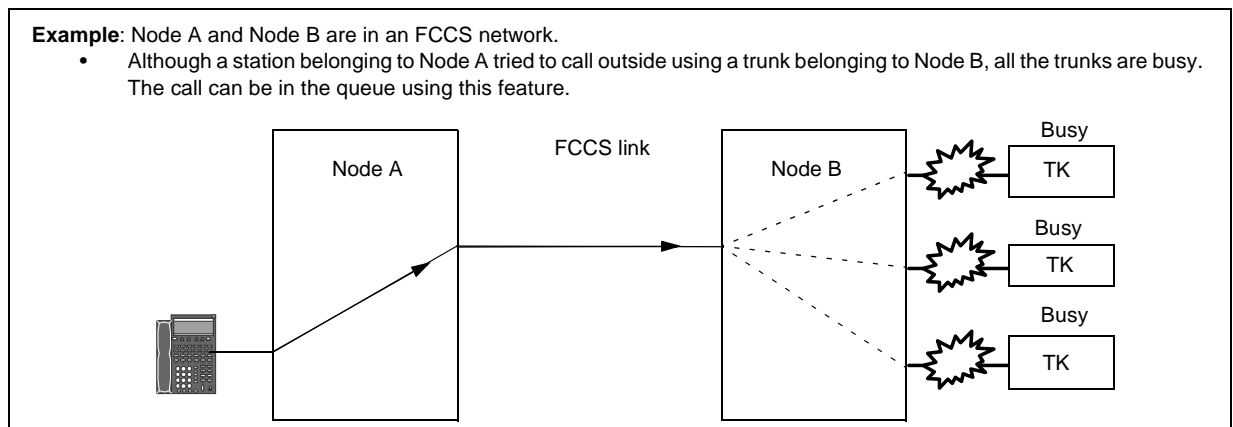 Example: Node A and Node B are in an FCCS network.
• Although a station belonging to Node A tried to call outside using a trunk belonging to Node B, all the trunks are busy.
The call can be in the queue using this feature.
Busy
FCCS link
Node A
Node B
TK
Busy
TK
Busy
TK